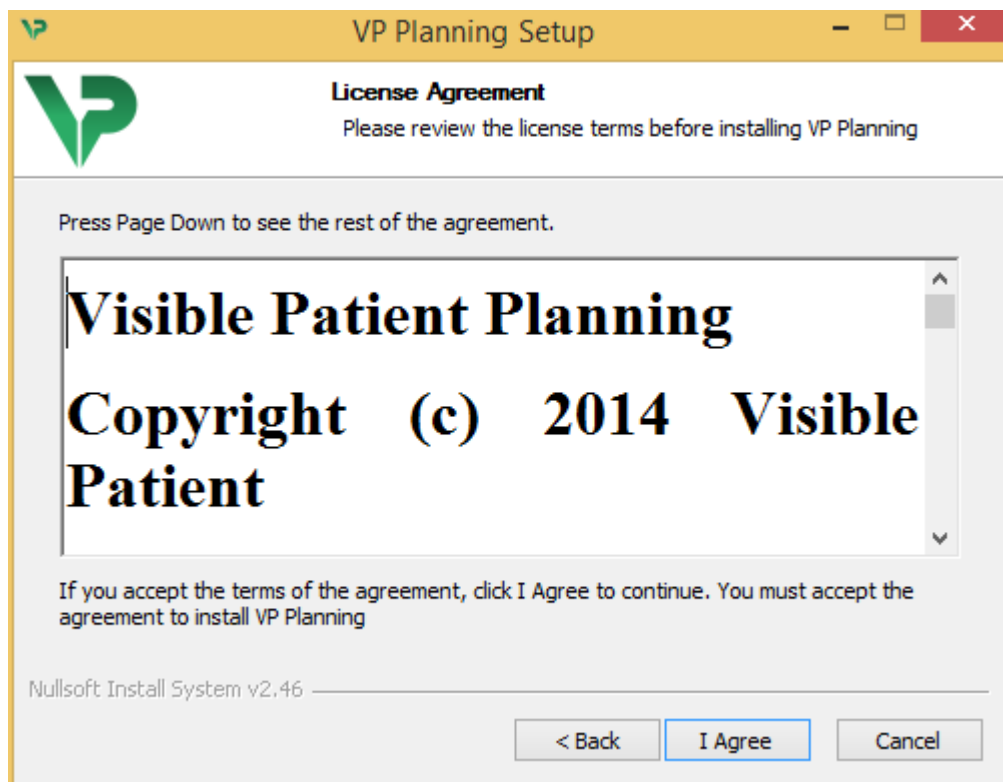 VP Planning Setup
VP
License Agreement
Please review the license terms before installing VP Planning
Press Page Down to see the rest of the agreement.
Visible Patient Planning
Copyright (c) 2014 Visible
Patient
If you accept the terms of the agreement, click I Agree to continue. You must accept the
agreement to install VP Planning
Nullsoft Install System v2.46
< Back I Agree Cancel